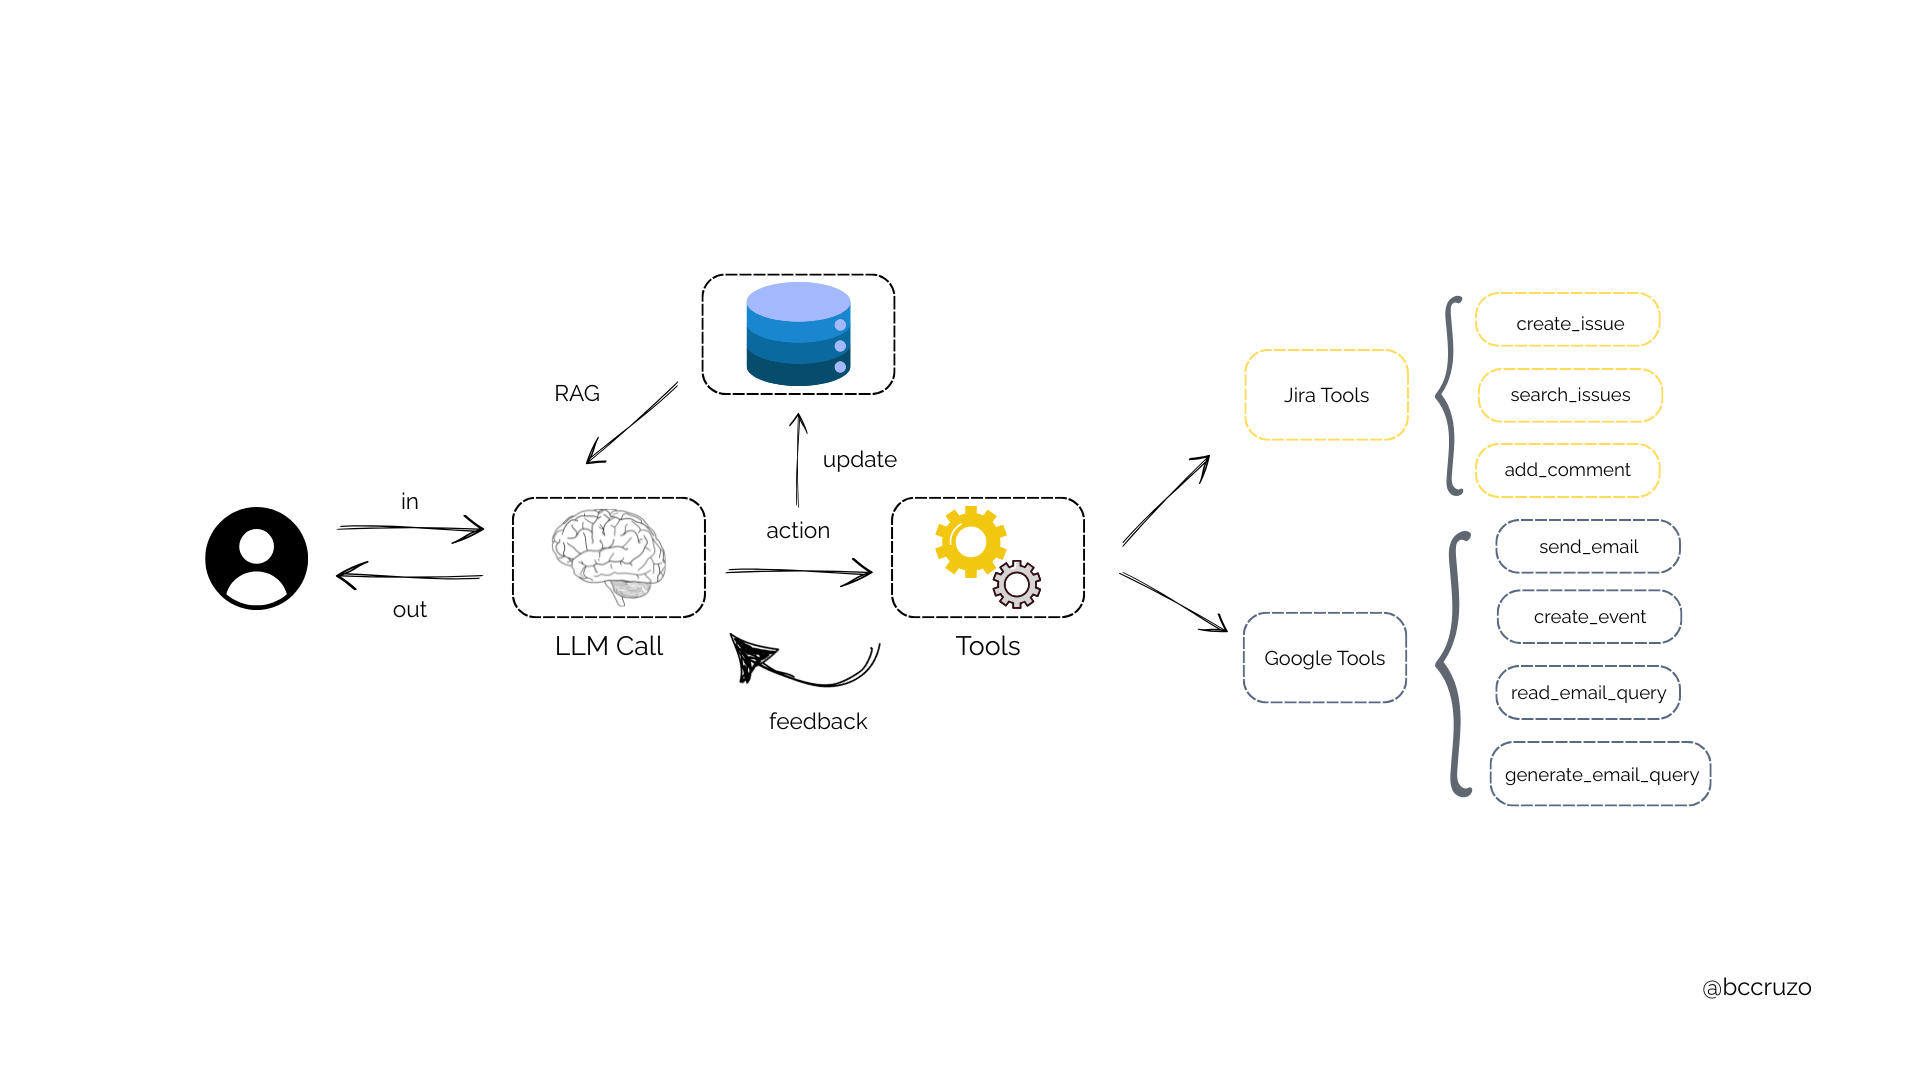 RAG
update
in
action
out
LLM Call
Tools
feedback
Jira Tools
create_issue
search_issues
add_comment
Google Tools
send_email
create_event
read_email_query
generate_email_query
@bccruzo